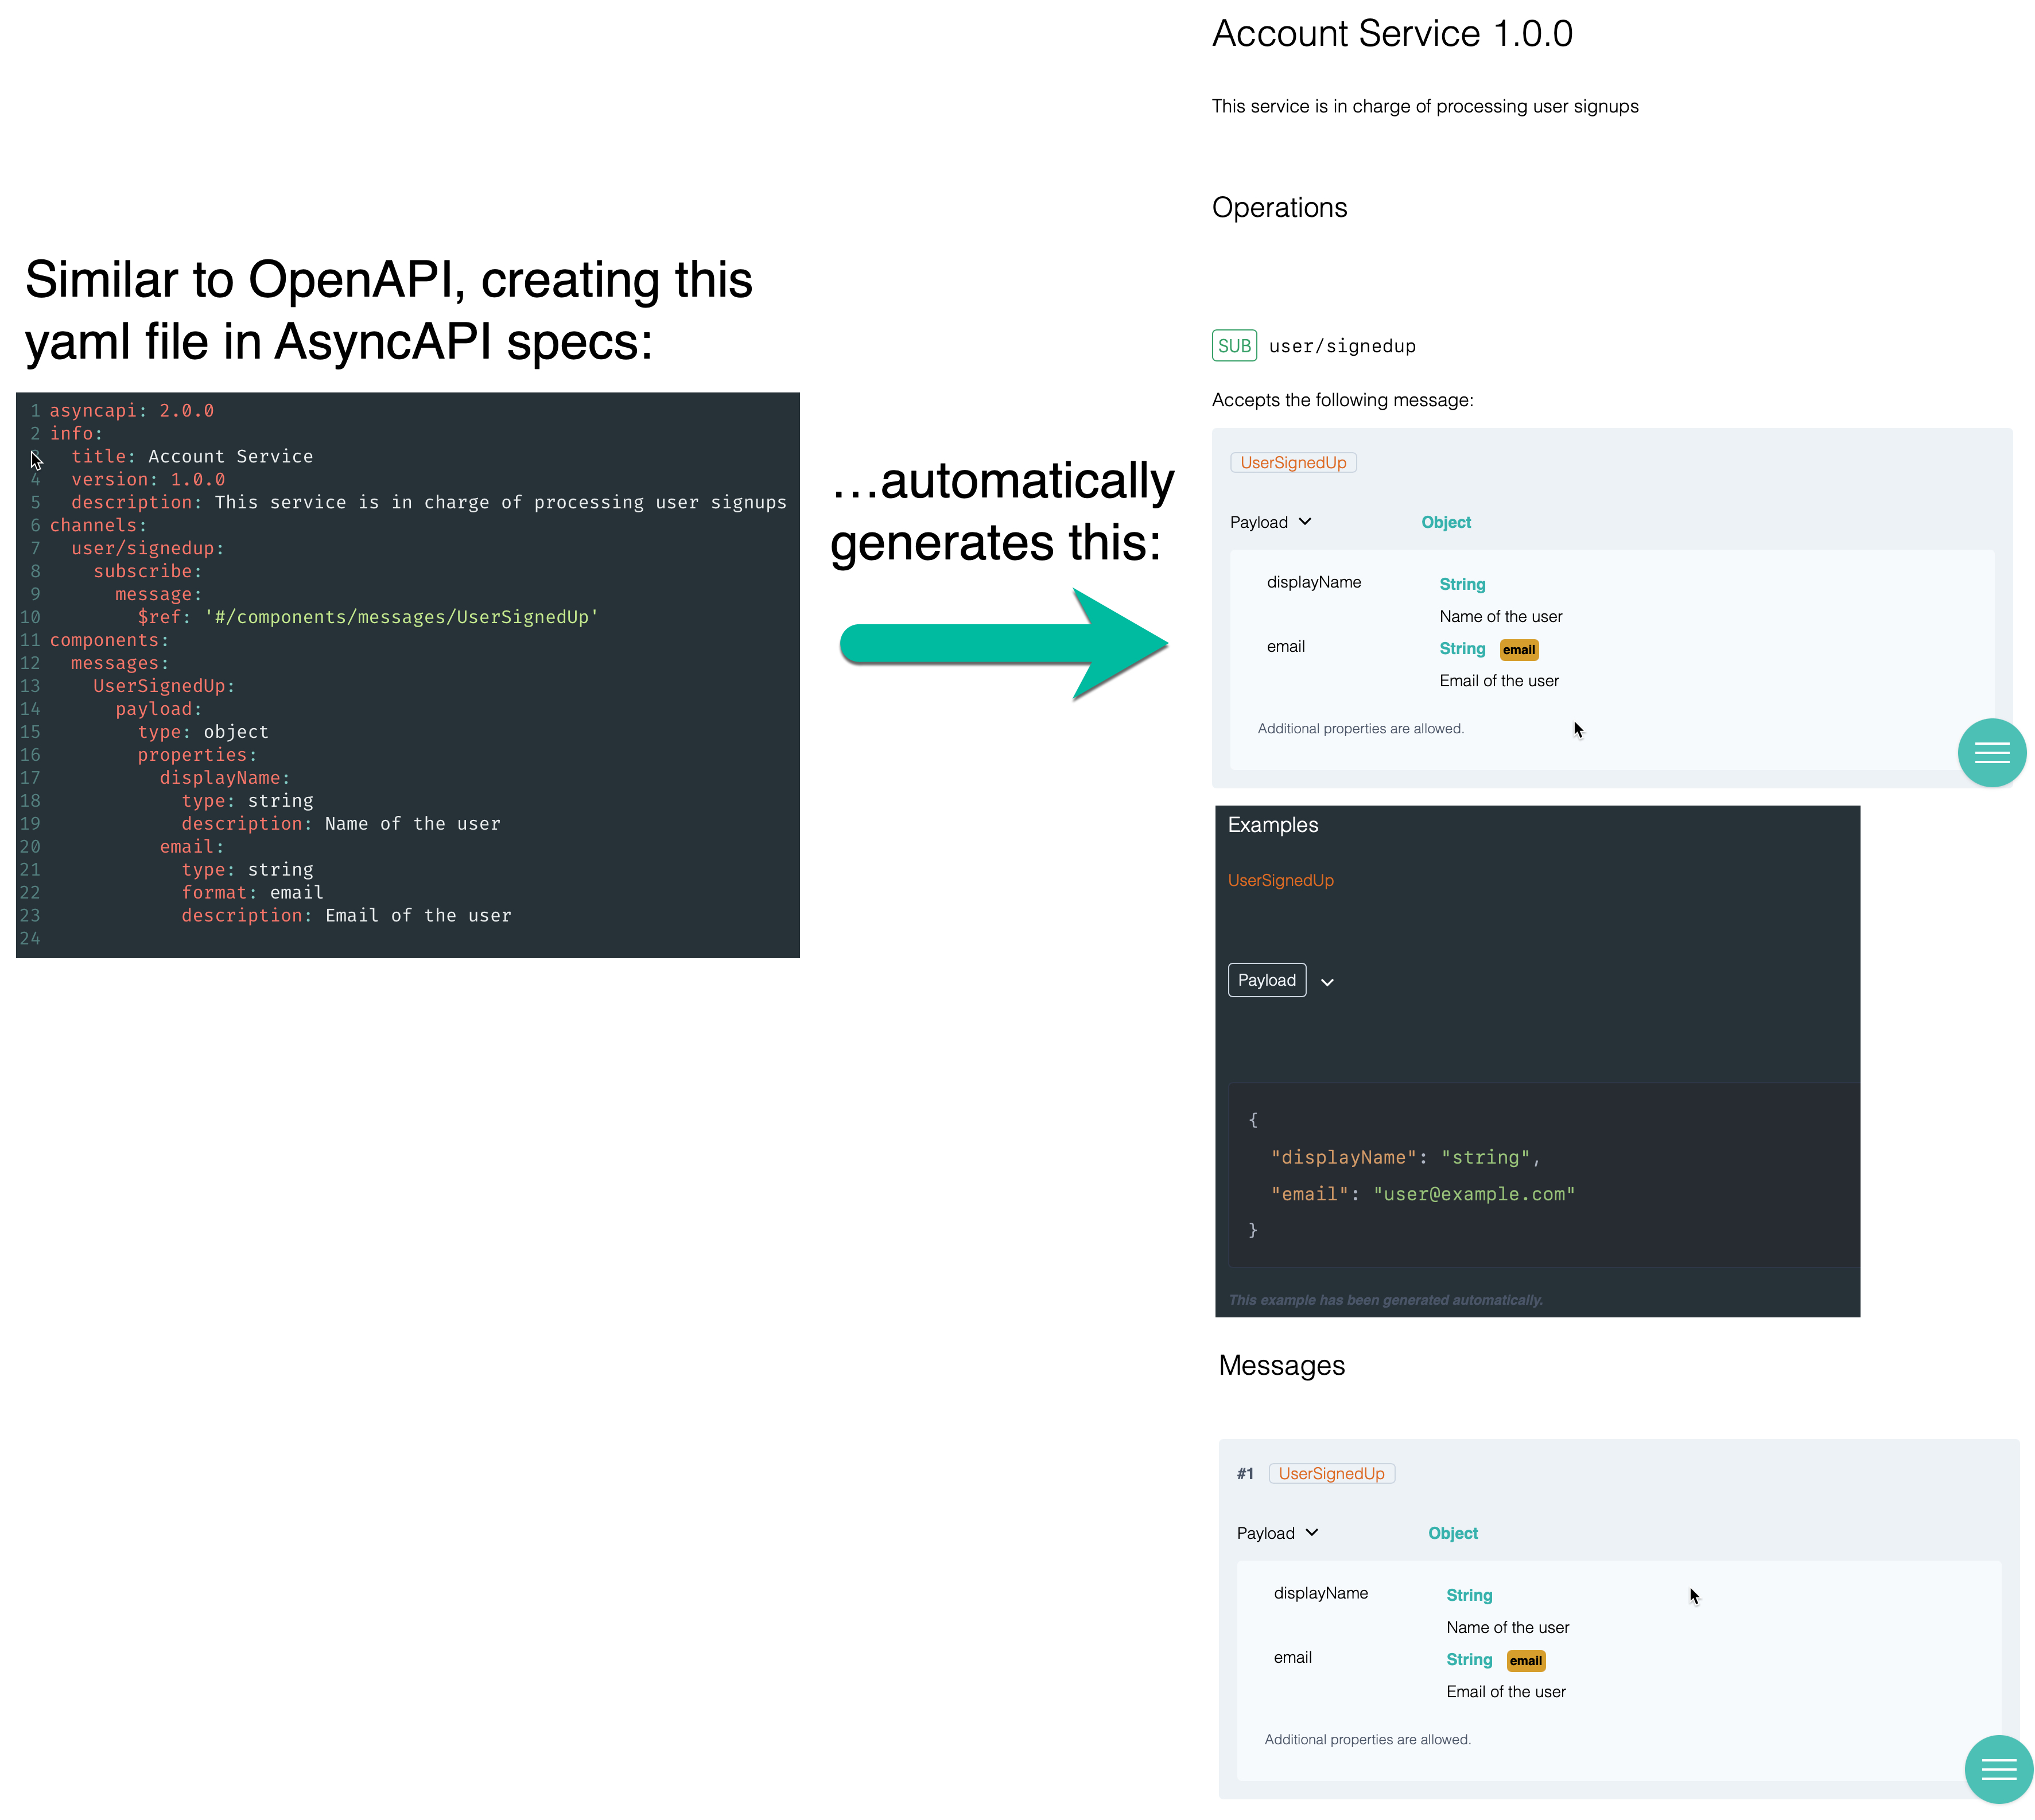 Similar to OpenAPI, creating this
yaml file in AsyncAPI specs:
1 asyncapi: 2.0.0
2 info:
3   title: Account Service
4   version: 1.0.0
5   description: This service is in charge of processing user signups
6 channels:
7   user/signedup:
8     subscribe:
9       message:
10         $ref: '#/components/messages/UserSignedUp'
11 components:
12   messages:
13     UserSignedUp:
14       payload:
15         type: object
16         properties:
17           displayName:
18             type: string
19             description: Name of the user
20           email:
21             type: string
22             format: email
23             description: Email of the user
24
...automatically
generates this:
Account Service 1.0.0
This service is in charge of processing user signups
Operations
SUB user/signedup
Accepts the following message:
UserSignedUp
Payload Object
displayName String
Name of the user
email String email
Email of the user
Additional properties are allowed.
Examples
UserSignedUp
Payload
{
  "displayName": "string",
  "email": "user@example.com"
}
This example has been generated automatically.
Messages
#1 UserSignedUp
Payload Object
displayName String
Name of the user
email String email
Email of the user
Additional properties are allowed.